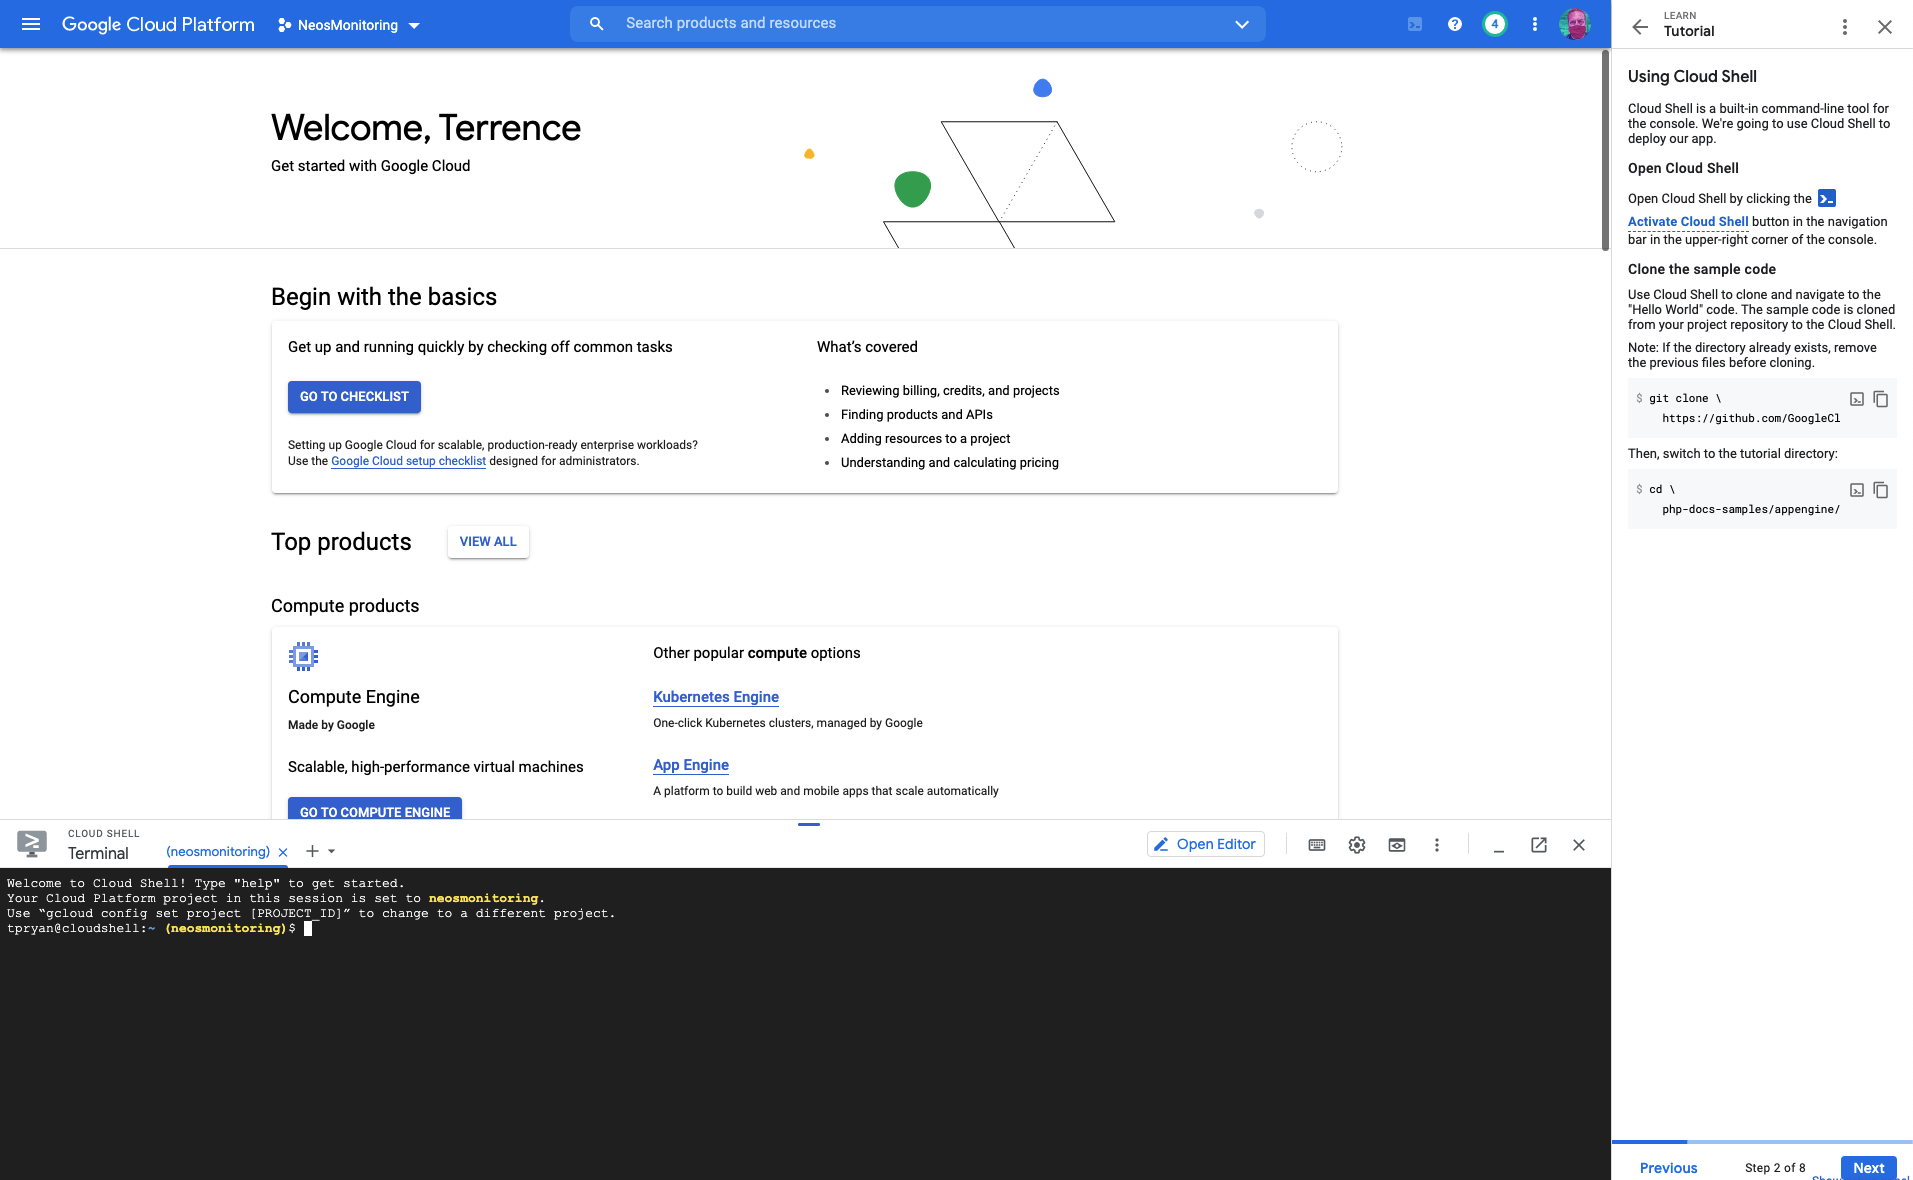 Google Cloud Platform
NeosMonitoring
Search products and resources
4
Welcome, Terrence
Get started with Google Cloud
Begin with the basics
Get up and running quickly by checking off common tasks
GO TO CHECKLIST
Setting up Google Cloud for scalable, production-ready enterprise workloads?
Use the Google Cloud setup checklist designed for administrators.
What's covered
Reviewing billing, credits, and projects
Finding products and APIs
Adding resources to a project
Understanding and calculating pricing
Top products
VIEW ALL
Compute products
Compute Engine
Made by Google
Scalable, high-performance virtual machines
GO TO COMPUTE ENGINE
Other popular compute options
Kubernetes Engine
One-click Kubernetes clusters, managed by Google
App Engine
A platform to build web and mobile apps that scale automatically
CLOUD SHELL
Terminal
(neosmonitoring)
Open Editor
Welcome to Cloud Shell! Type "help" to get started.
Your Cloud Platform project in this session is set to neosmonitoring.
Use “gcloud config set project [PROJECT_ID]” to change to a different project.
tpryan@cloudshell:~ (neosmonitoring)$
LEARN
Tutorial
Using Cloud Shell
Cloud Shell is a built-in command-line tool for
the console. We're going to use Cloud Shell to
deploy our app.
Open Cloud Shell
Open Cloud Shell by clicking the
Activate Cloud Shell button in the navigation
bar in the upper-right corner of the console.
Clone the sample code
Use Cloud Shell to clone and navigate to the
"Hello World" code. The sample code is cloned
from your project repository to the Cloud Shell.
Note: If the directory already exists, remove
the previous files before cloning.
$ git clone \
https://github.com/GoogleCl
Then, switch to the tutorial directory:
$ cd \
php-docs-samples/appengine/
Previous
Step 2 of 8
Next